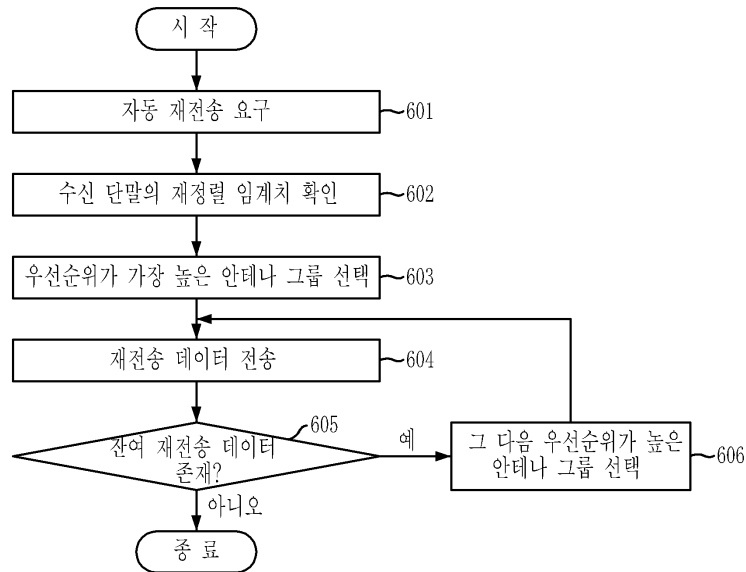 시 작
자동 재전송 요구
601
수신 단말의 재정렬 임계치 확인
602
우선순위가 가장 높은 안테나 그룹 선택
603
재전송 데이터 전송
604
605
잔여 재전송 데이터
존재?
예
그 다음 우선순위가 높은
안테나 그룹 선택
606
아니오
종 료